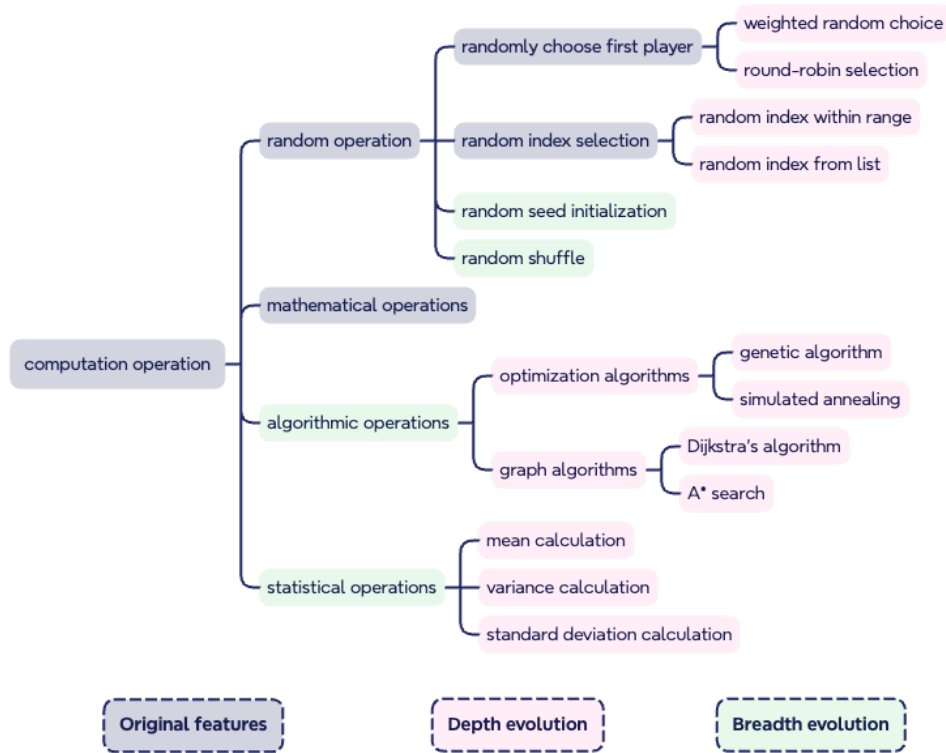 computation operation
random operation
randomly choose first player
weighted random choice
round-robin selection
random index selection
random index within range
random index from list
random seed initialization
random shuffle
mathematical operations
algorithmic operations
optimization algorithms
genetic algorithm
simulated annealing
graph algorithms
Dijkstra's algorithm
A* search
statistical operations
mean calculation
variance calculation
standard deviation calculation
Original features
Depth evolution
Breadth evolution